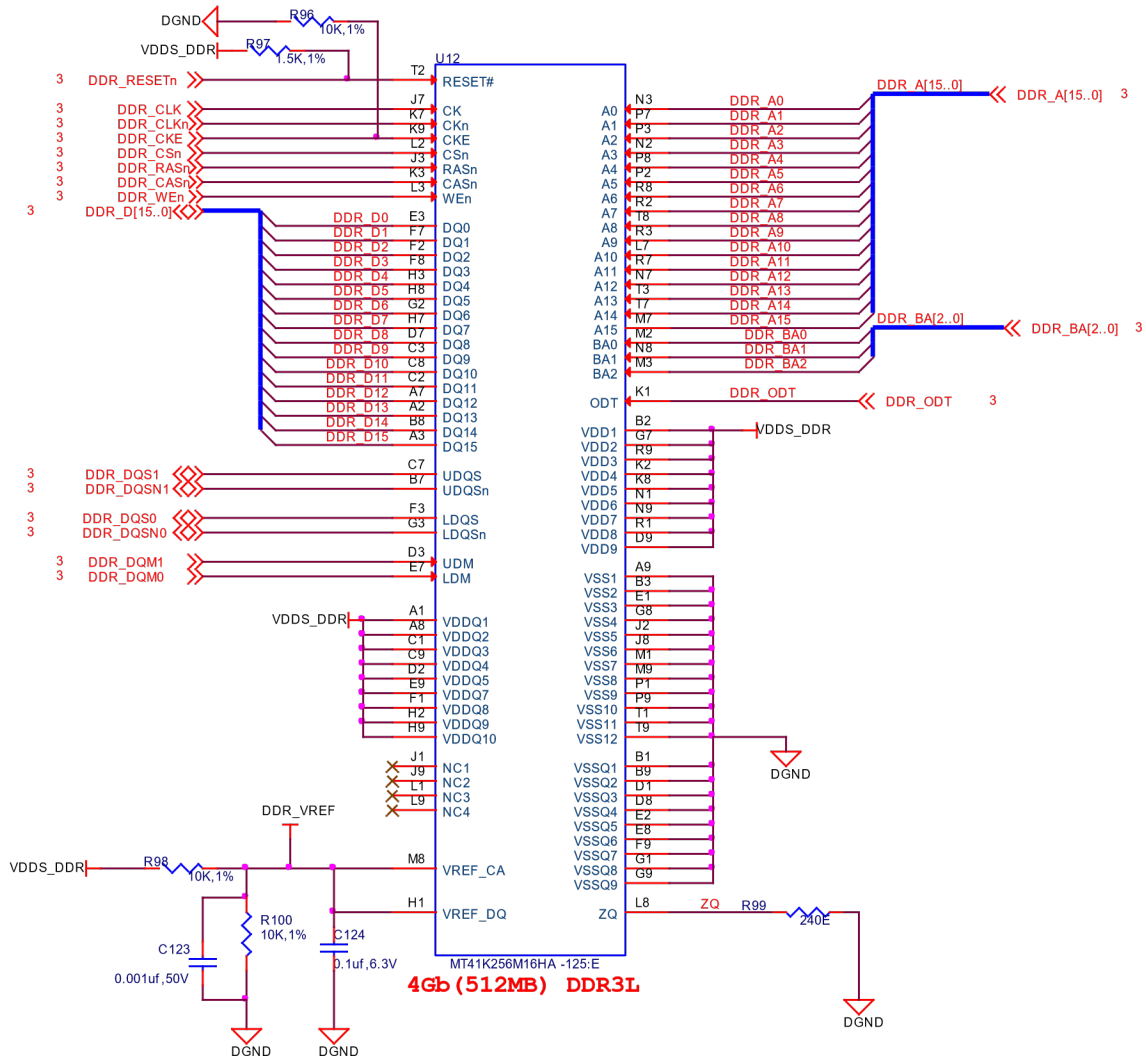 DGND R96 10K,1%
VDDS_DDR R97 1.5K,1%
U12
3 DDR_RESETn T2 RESET#
3 DDR_CLK J7 CK
3 DDR_CLKn K7 CKn
3 DDR_CKE K9 CKE
3 DDR_CSn L2 CSn
3 DDR_RASn J3 RASn
3 DDR_CASn K3 CASn
3 DDR_WEn L3 WEn
3 DDR_D[15..0]
DDR_D0 E3 DQ0
DDR_D1 F7 DQ1
DDR_D2 F2 DQ2
DDR_D3 F8 DQ3
DDR_D4 H3 DQ4
DDR_D5 H8 DQ5
DDR_D6 G2 DQ6
DDR_D7 H7 DQ7
DDR_D8 D7 DQ8
DDR_D9 C3 DQ9
DDR_D10 C8 DQ10
DDR_D11 C2 DQ11
DDR_D12 A7 DQ12
DDR_D13 A2 DQ13
DDR_D14 B8 DQ14
DDR_D15 A3 DQ15
3 DDR_DQS1 C7 UDQS
3 DDR_DQSN1 B7 UDQSn
3 DDR_DQS0 F3 LDQS
3 DDR_DQSN0 G3 LDQSn
3 DDR_DQM1 D3 UDM
3 DDR_DQM0 E7 LDM
VDDS_DDR A1 VDDQ1
A8 VDDQ2
C1 VDDQ3
C9 VDDQ4
D2 VDDQ5
E9 VDDQ7
F1 VDDQ8
H2 VDDQ9
H9 VDDQ10
J1 NC1
J9 NC2
L1 NC3
L9 NC4
DDR_VREF
VDDS_DDR R98 10K,1% M8 VREF_CA
H1 VREF_DQ
R100
10K,1%
C123
0.001uf,50V
C124
0.1uf,6.3V
DGND
DGND
A0 N3 DDR_A0
A1 P7 DDR_A1
A2 P3 DDR_A2
A3 N2 DDR_A3
A4 P8 DDR_A4
A5 P2 DDR_A5
A6 R8 DDR_A6
A7 R2 DDR_A7
A8 T8 DDR_A8
A9 R3 DDR_A9
A10 L7 DDR_A10
A11 R7 DDR_A11
A12 N7 DDR_A12
A13 T3 DDR_A13
A14 T7 DDR_A14
A15 M7 DDR_A15
DDR_A[15..0] DDR_A[15..0] 3
BA0 M2 DDR_BA0
BA1 N8 DDR_BA1
BA2 M3 DDR_BA2
DDR_BA[2..0] DDR_BA[2..0] 3
ODT K1 DDR_ODT DDR_ODT 3
VDD1 B2 VDDS_DDR
VDD2 G7
VDD3 R9
VDD4 K2
VDD5 K8
VDD6 N1
VDD7 N9
VDD8 R1
VDD9 D9
VSS1 A9
VSS2 B3
VSS3 E1
VSS4 G8
VSS5 J2
VSS6 J8
VSS7 M1
VSS8 M9
VSS9 P1
VSS10 P9
VSS11 T1
VSS12 T9
DGND
VSSQ1 B1
VSSQ2 B9
VSSQ3 D1
VSSQ4 D8
VSSQ5 E2
VSSQ6 E8
VSSQ7 F9
VSSQ8 G1
VSSQ9 G9
ZQ L8 ZQ R99 240E
DGND
MT41K256M16HA -125:E
4Gb(512MB) DDR3L